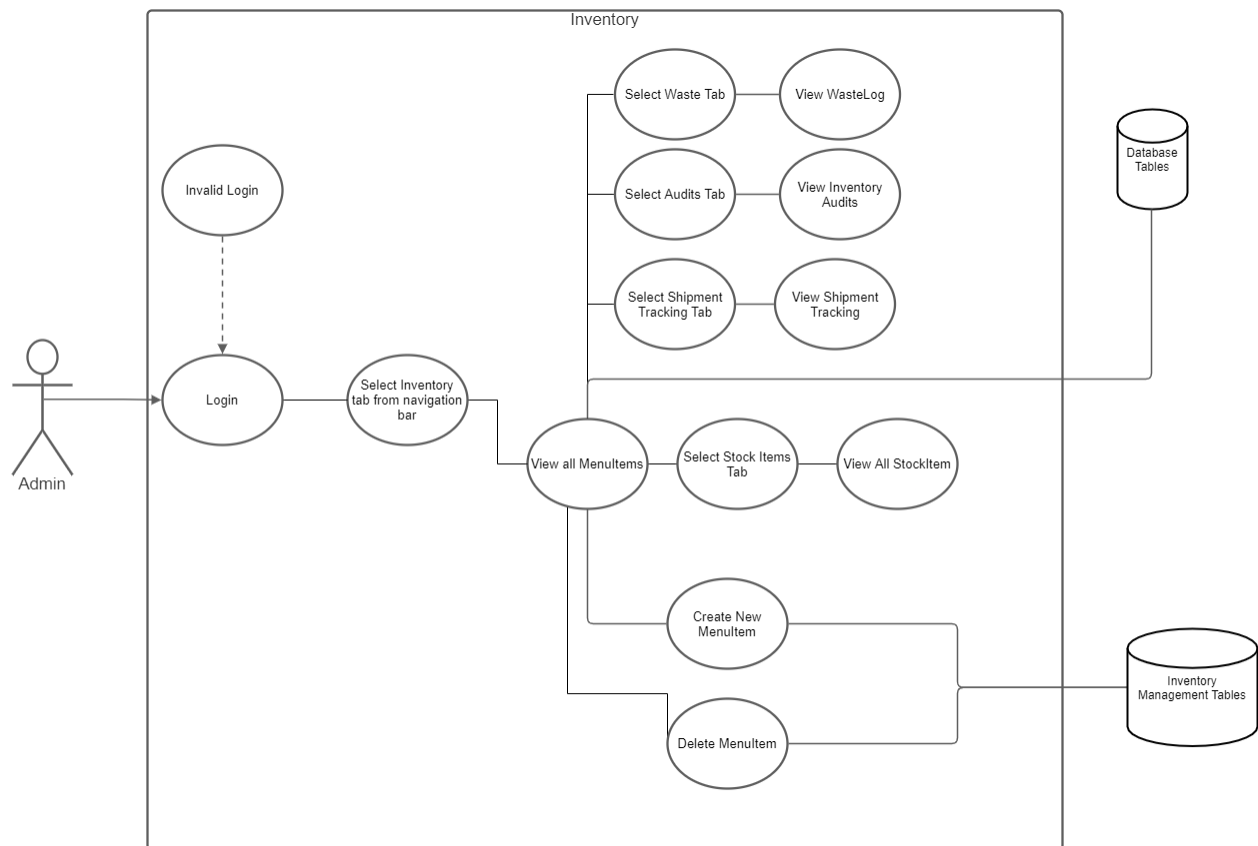 Inventory
Select Waste Tab
View WasteLog
Database
Tables
Invalid Login
Select Audits Tab
View Inventory
Audits
Select Shipment
Tracking Tab
View Shipment
Tracking
Admin
Login
Select Inventory
tab from navigation
bar
View all MenuItems
Select Stock Items
Tab
View All StockItem
Create New
MenuItem
Inventory
Management Tables
Delete MenuItem